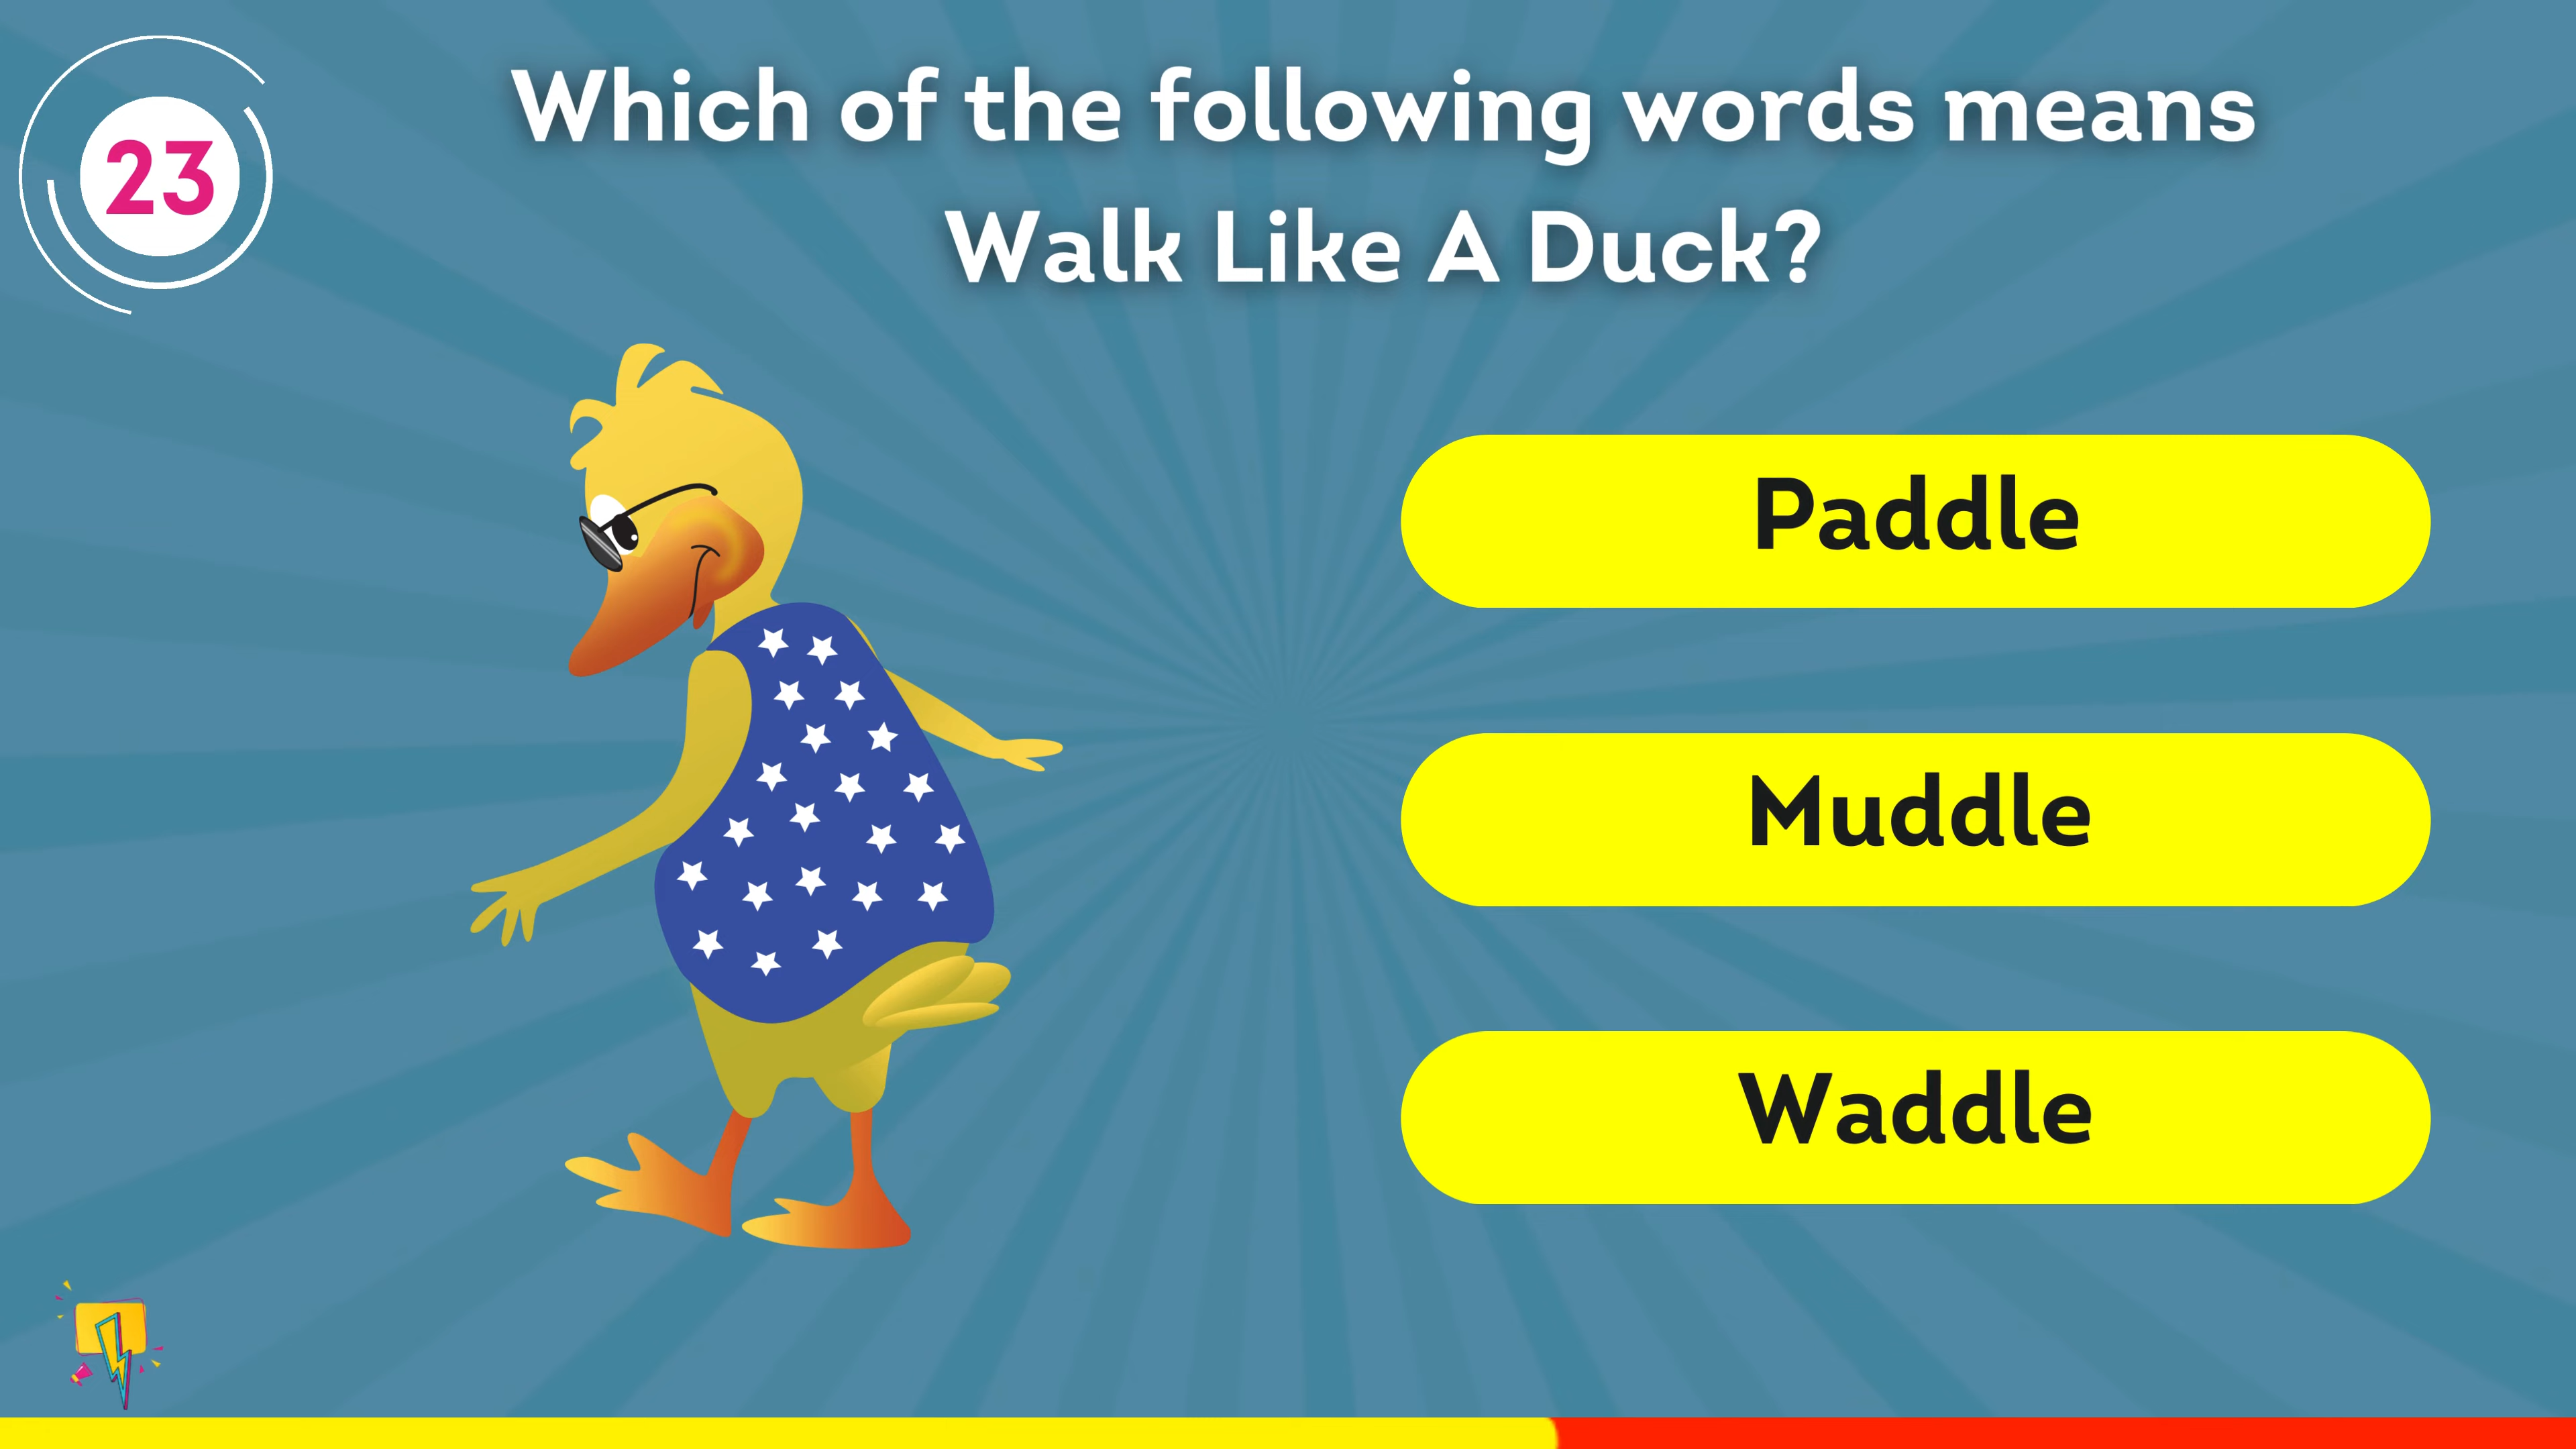 23
Which of the following words means
Walk Like A Duck?
Paddle
Muddle
Waddle